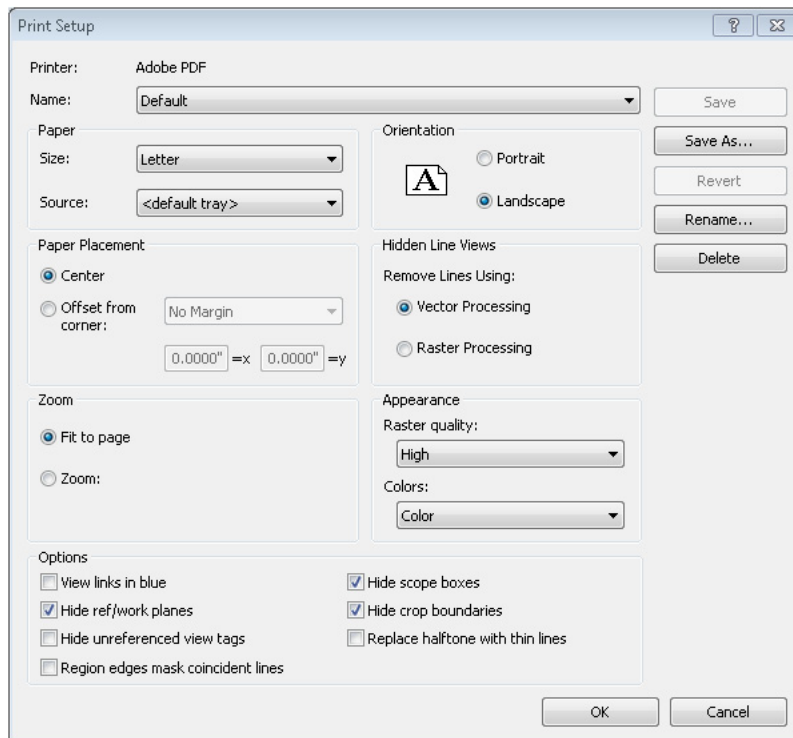 Print Setup
Printer: Adobe PDF
Name: Default
Save
Paper
Size: Letter
Source: <default tray>
Orientation
A
Portrait
Landscape
Save As...
Revert
Rename...
Delete
Paper Placement
Center
Offset from corner: No Margin
0.0000" =x 0.0000" =y
Hidden Line Views
Remove Lines Using:
Vector Processing
Raster Processing
Zoom
Fit to page
Zoom:
Appearance
Raster quality:
High
Colors:
Color
Options
View links in blue
Hide ref/work planes
Hide unreferenced view tags
Region edges mask coincident lines
Hide scope boxes
Hide crop boundaries
Replace halftone with thin lines
OK Cancel